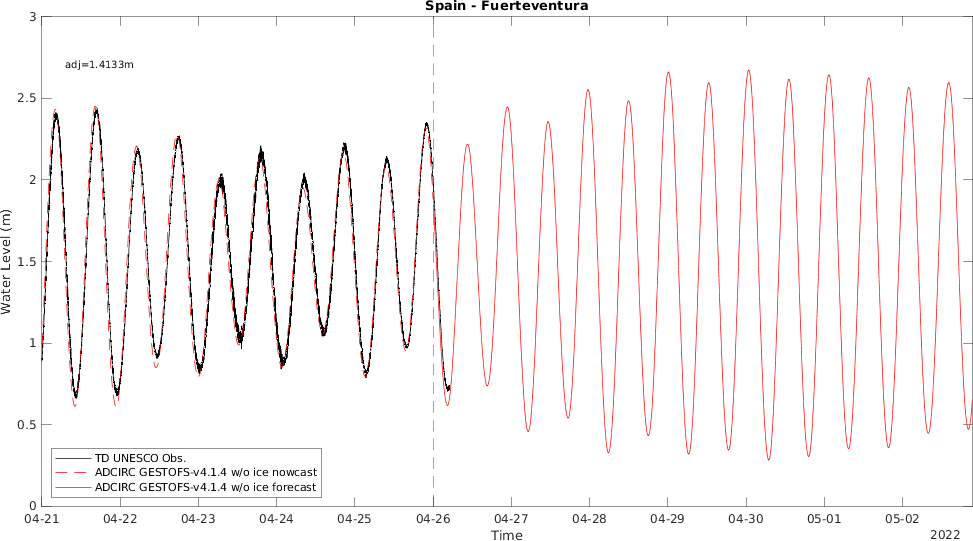 Spain - Fuerteventura
adj=1.4133m
Water Level (m)
3
2.5
2
1.5
1
0.5
0
TD UNESCO Obs.
ADCIRC GESTOFS-v4.1.4 w/o ice nowcast
ADCIRC GESTOFS-v4.1.4 w/o ice forecast
04-21 04-22 04-23 04-24 04-25 04-26 04-27 04-28 04-29 04-30 05-01 05-02
Time
2022